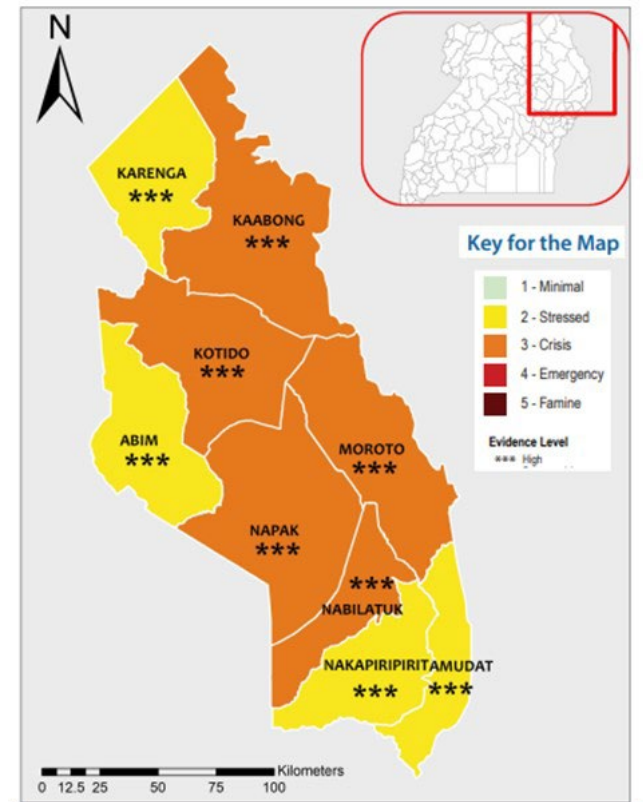 N
KARENGA
***
KAABONG
***
Key for the Map
1 - Minimal
2 - Stressed
3 - Crisis
4 - Emergency
5 - Famine
Evidence Level
*** High
KOTIDO
***
ABIM
***
MOROTO
***
NAPAK
***
***
NABILATUK
NAKAPIRIPIRIT
***
AMUDAT
***
Kilometers
0 12.5 25 50 75 100